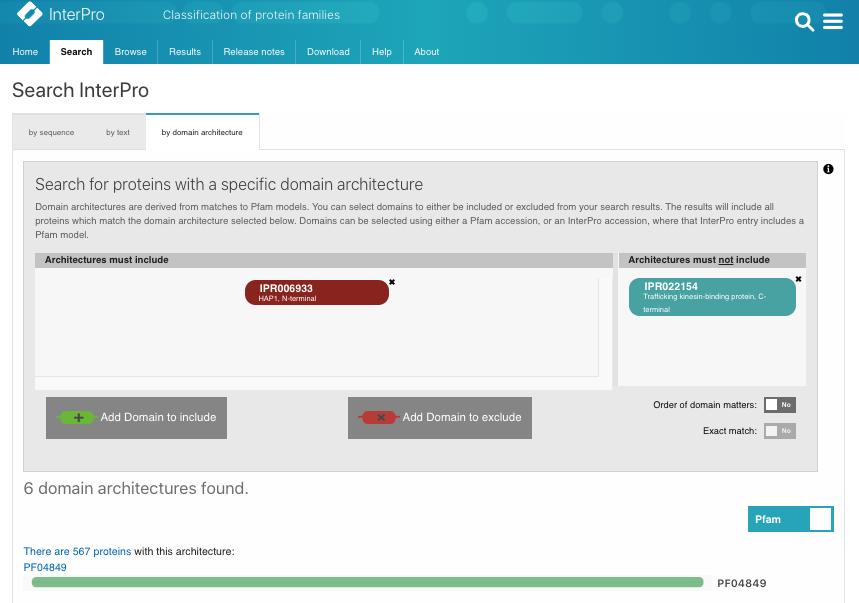 InterPro
Classification of protein families
Home Search Browse Results Release notes Download Help About
Search InterPro
by sequence by text by domain architecture
Search for proteins with a specific domain architecture
Domain architectures are derived from matches to Pfam models. You can select domains to either be included or excluded from your search results. The results will include all
proteins which match the domain architecture selected below. Domains can be selected using either a Pfam accession, or an InterPro accession, where that InterPro entry includes a
Pfam model.
Architectures must include
Architectures must not include
IPR006933
HAP1, N-terminal
IPR022154
Trafficking kinesin-binding protein, C-
terminal
Add Domain to include
Add Domain to exclude
Order of domain matters: No
Exact match: No
6 domain architectures found.
Pfam
There are 567 proteins with this architecture:
PF04849
PF04849